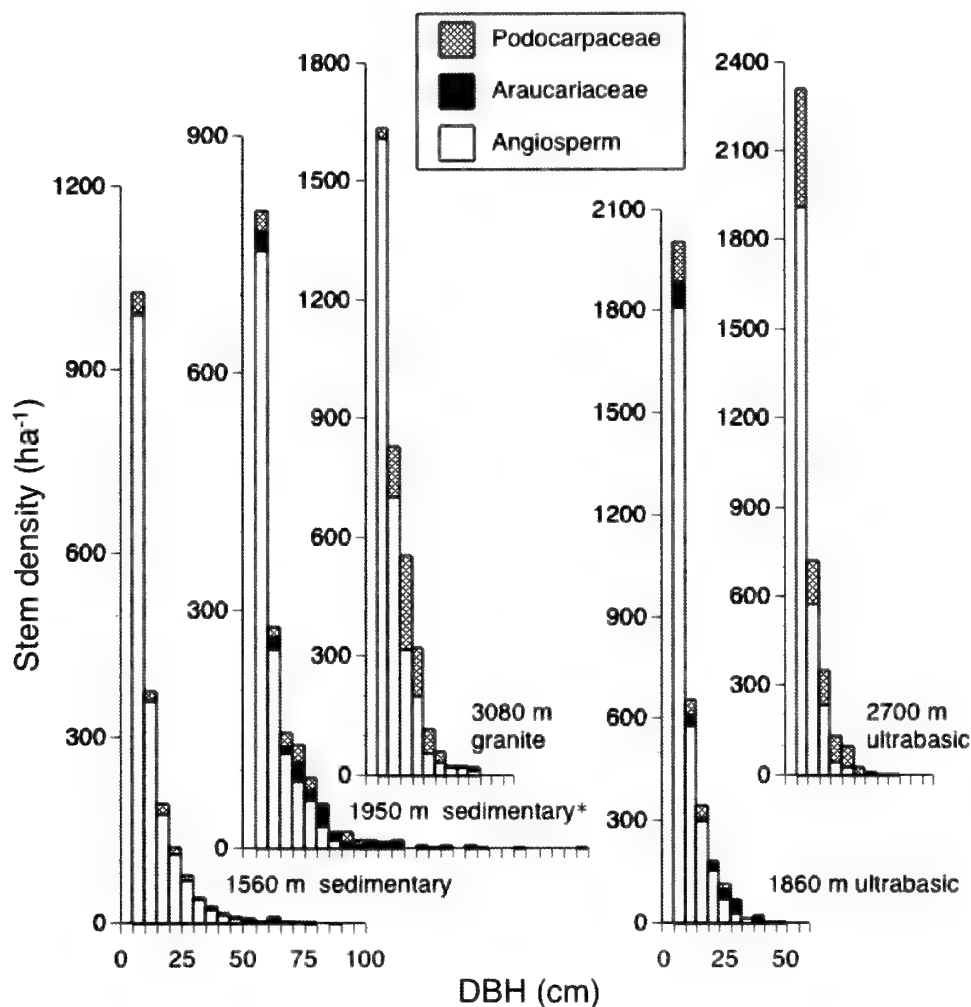 Podocarpaceae
Araucariaceae
Angiosperm
Stem density (ha-1)
1200
900
600
300
0
900
600
300
0
1800
1500
1200
900
600
300
0
2100
1800
1500
1200
900
600
300
0
2400
2100
1800
1500
1200
900
600
300
0
3080 m
granite
2700 m
ultrabasic
1950 m sedimentary*
1560 m sedimentary
1860 m ultrabasic
0 25 50 75 100
0 25 50
DBH (cm)